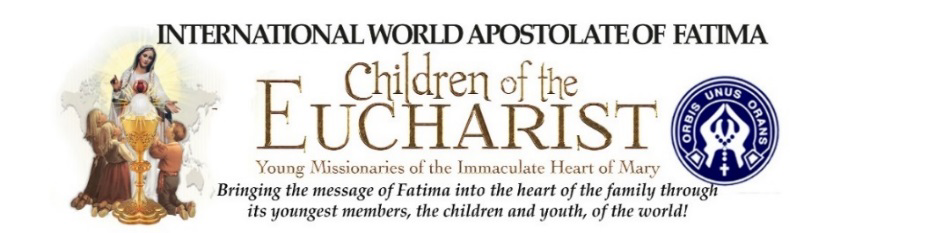 INTERNATIONAL WORLD APOSTOLATE OF FATIMA
Children of the
EUCHARIST
ORBIS UNUS ORANS
Young Missionaries of the Immaculate Heart of Mary
Bringing the message of Fatima into the heart of the family through
its youngest members, the children and youth, of the world!